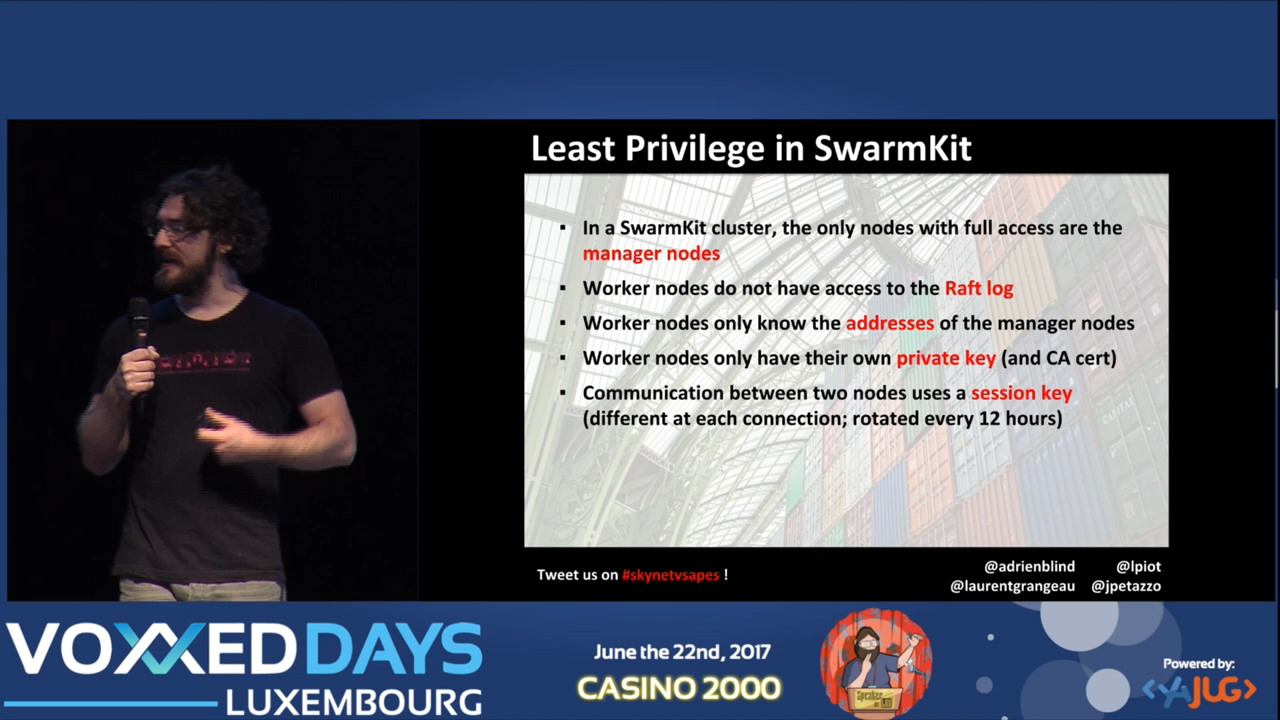 Least Privilege in SwarmKit
▪ In a SwarmKit cluster, the only nodes with full access are the
manager nodes
▪ Worker nodes do not have access to the Raft log
▪ Worker nodes only know the addresses of the manager nodes
▪ Worker nodes only have their own private key (and CA cert)
▪ Communication between two nodes uses a session key
(different at each connection; rotated every 12 hours)
Tweet us on #skynetvsapes !
@adrienblind @lpiot
@laurentgrangeau @jpetazzo
VOXXED DAYS
LUXEMBOURG
June the 22nd, 2017
CASINO 2000
Speaker
Powered by:
YAJUG